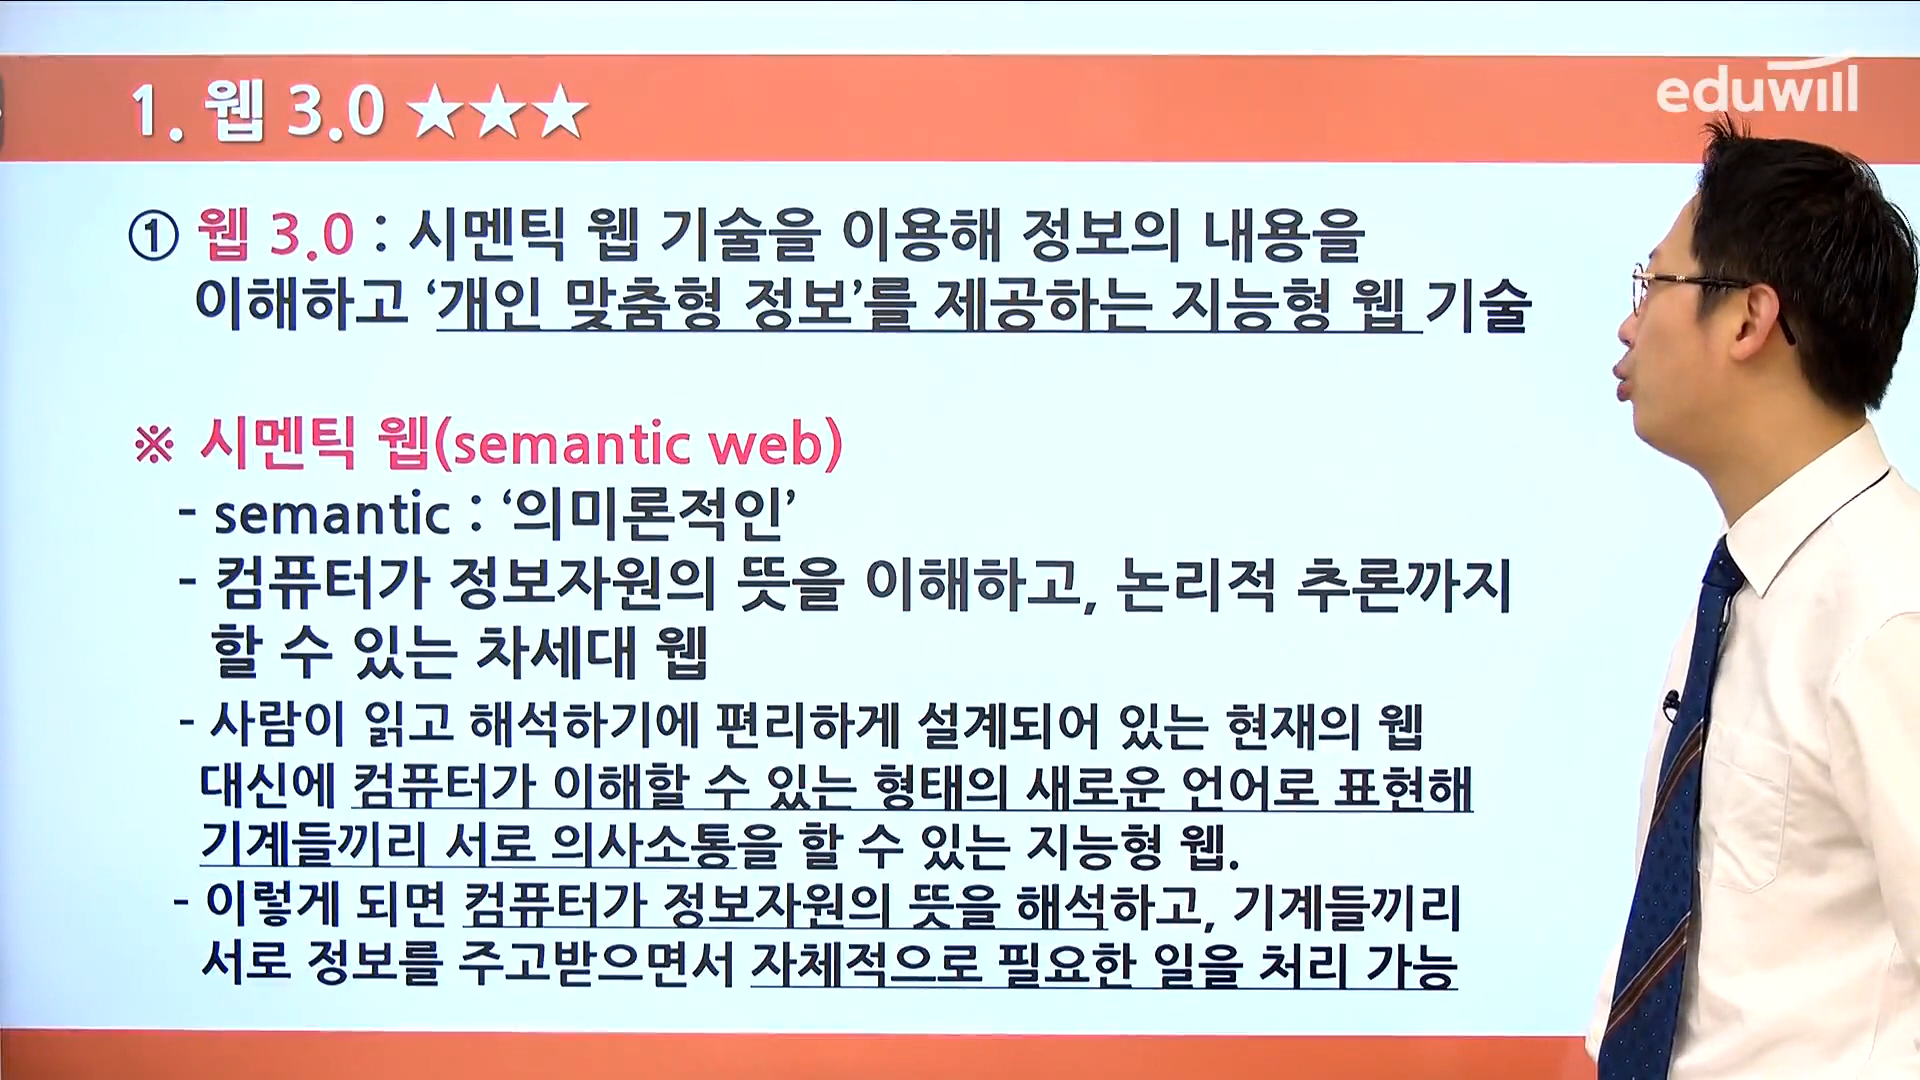 eduwill
1. 웹 3.0 ★★★
① 웹 3.0 : 시멘틱 웹 기술을 이용해 정보의 내용을
이해하고 ‘개인 맞춤형 정보’를 제공하는 지능형 웹 기술
※ 시멘틱 웹(semantic web)
- semantic : ‘의미론적인’
- 컴퓨터가 정보자원의 뜻을 이해하고, 논리적 추론까지
할 수 있는 차세대 웹
- 사람이 읽고 해석하기에 편리하게 설계되어 있는 현재의 웹
대신에 컴퓨터가 이해할 수 있는 형태의 새로운 언어로 표현해
기계들끼리 서로 의사소통을 할 수 있는 지능형 웹.
- 이렇게 되면 컴퓨터가 정보자원의 뜻을 해석하고, 기계들끼리
서로 정보를 주고받으면서 자체적으로 필요한 일을 처리 가능